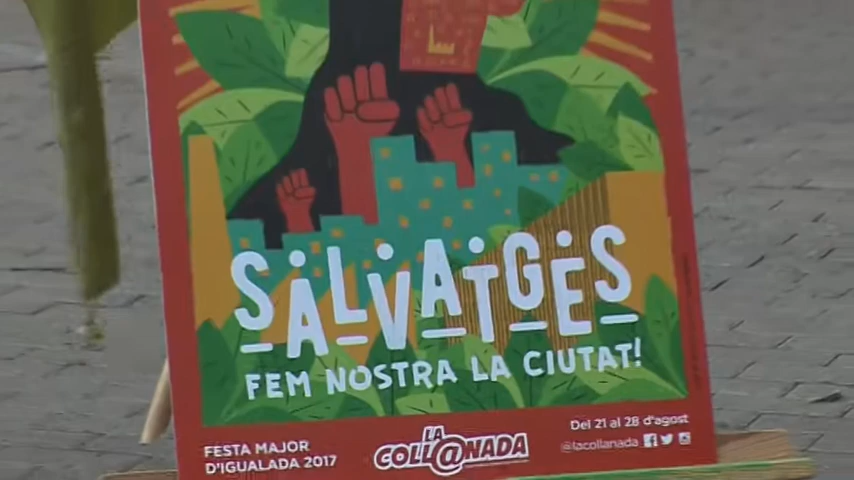 SALVATGES
FEM NOSTRA LA CIUTAT!
FESTA MAJOR
D'IGUALADA 2017
LA
COLL@NADA
Del 21 al 28 d'agost
@lacollanada